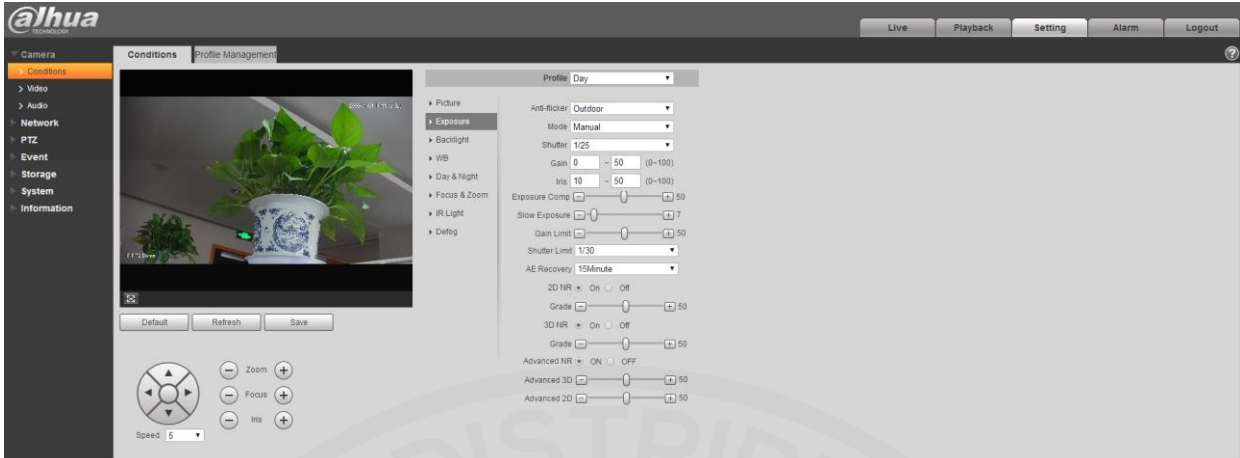 alhua
TECHNOLOGY
Live Playback Setting Alarm Logout
Camera
Conditions
Video
Audio
Network
PTZ
Event
Storage
System
Information
Conditions Profile Management
Default Refresh Save
Zoom
Focus
Iris
Speed 5
Profile Day
Picture
Exposure
Backlight
WB
Day & Night
Focus & Zoom
IR Light
Defog
Anti-flicker Outdoor
Mode Manual
Shutter 1/25
Gain 0 ~ 50 (0~100)
Iris 10 ~ 50 (0~100)
Exposure Comp 50
Slow Exposure 7
Gain Limit 50
Shutter Limit 1/30
AE Recovery 15Minute
2D NR On Off
Grade 50
3D NR On Off
Grade 50
Advanced NR ON OFF
Advanced 3D 50
Advanced 2D 50